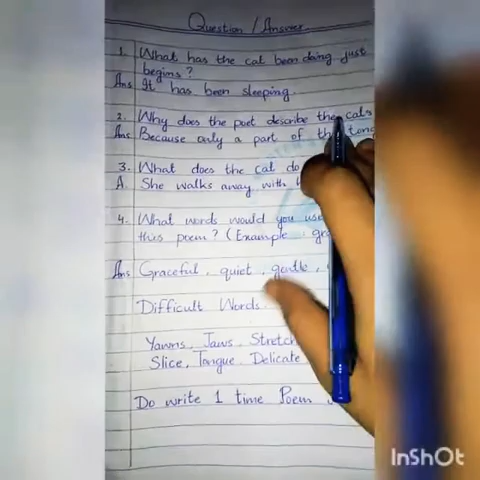 Question / Answer
1. What has the cat been doing just
begins?
Ans It has been sleeping.
2. Why does the poet describe the cats
Ans Because only a part of the tong
3. What does the cat do
A. She walks away with
4. What words would you use
this poem? (Example
Ans Graceful, quiet, gentle,
Difficult Words
Yawns, Jaws, Stretch
Slice, Tongue, Delicate
Do write 1 time Poem
InShOt